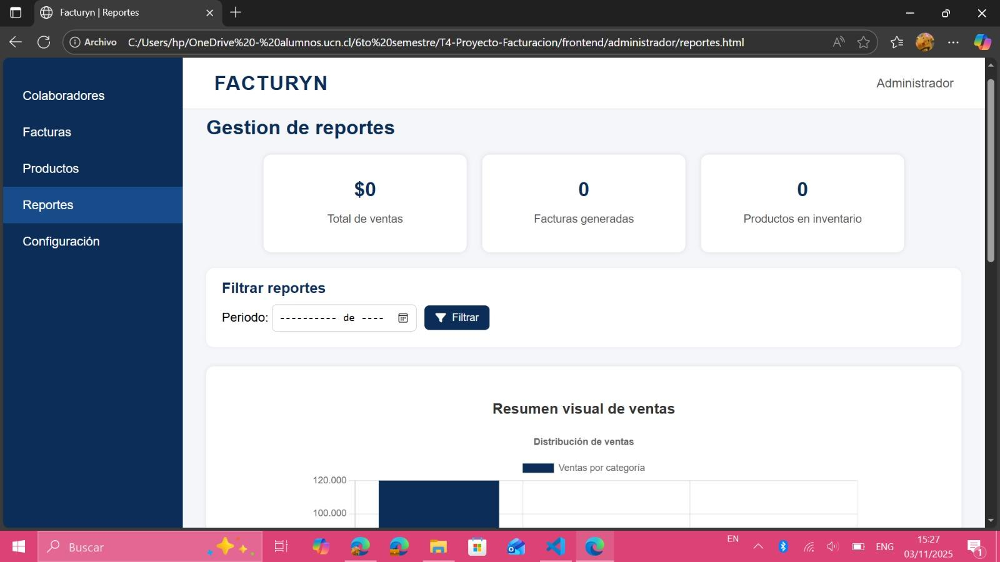 Facturyn | Reportes
Archivo C:/Users/hp/OneDrive%20-%20alumnos.ucn.cl/6to%20semestre/T4-Proyecto-Facturacion/frontend/administrador/reportes.html
Colaboradores
Facturas
Productos
Reportes
Configuración
FACTURYN
Administrador
Gestion de reportes
$0
Total de ventas
0
Facturas generadas
0
Productos en inventario
Filtrar reportes
Periodo: ---------- de ---- Filtrar
Resumen visual de ventas
Distribución de ventas
Ventas por categoría
120.000
100.000
Buscar
EN
ENG
15:27
03/11/2025
1